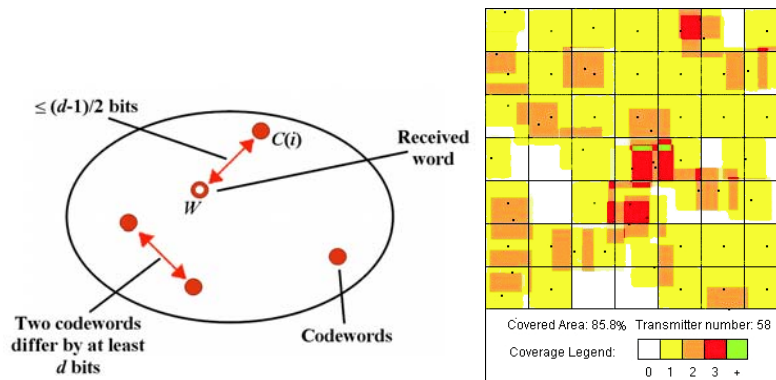 ≤ (d-1)/2 bits
C(i)
Received
word
W
Two codewords
differ by at least
d bits
Codewords
Covered Area: 85.8% Transmitter number: 58
Coverage Legend:
0 1 2 3 +